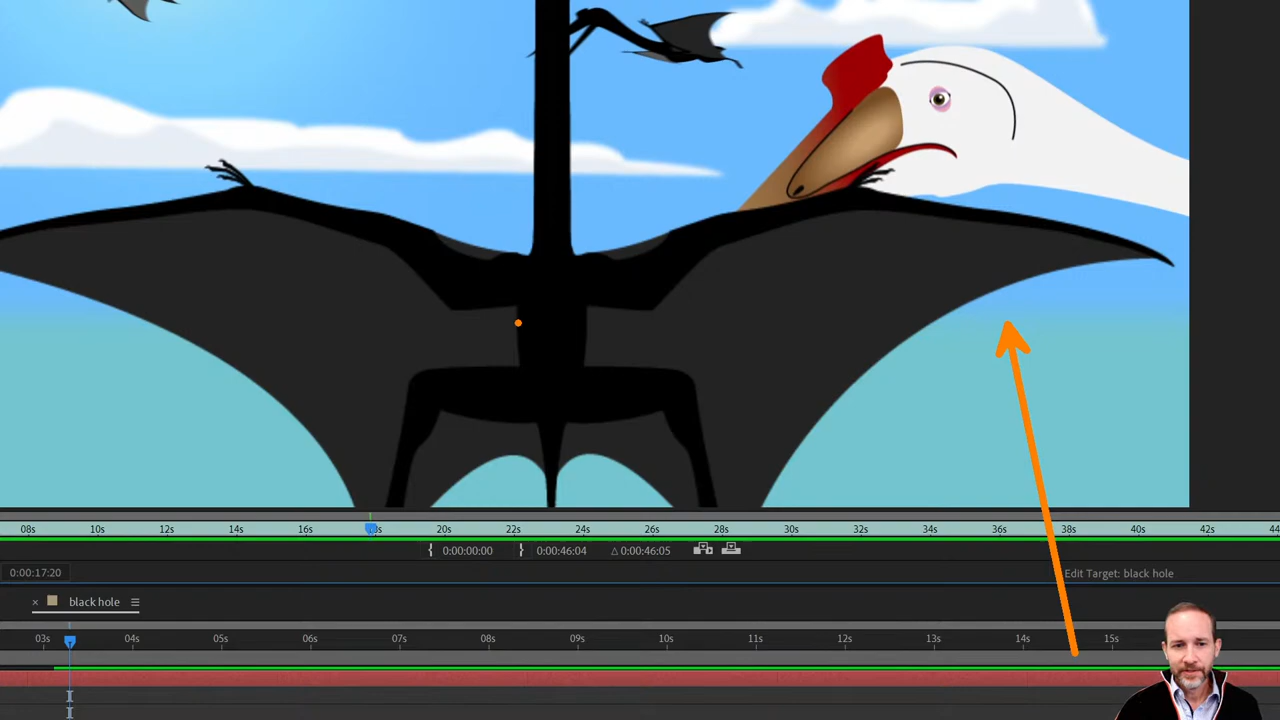 08s 10s 12s 14s 16s 20s 22s 24s 26s 28s 30s 32s 34s 36s 38s 40s 42s 44
{ 0:00:00:00 } 0:00:46:04 △ 0:00:46:05
0:00:17:20 Edit Target: black hole
× black hole
03s 04s 05s 06s 07s 08s 09s 10s 11s 12s 13s 14s 15s